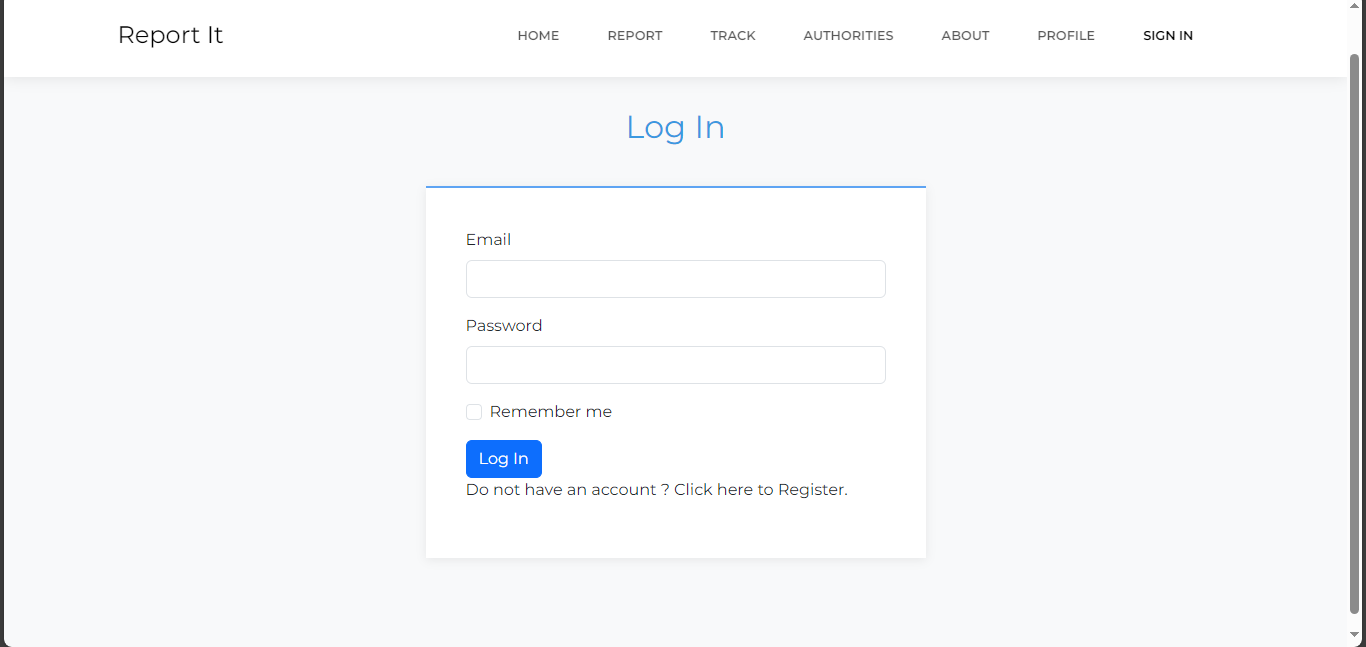 Report It
HOME REPORT TRACK AUTHORITIES ABOUT PROFILE SIGN IN
Log In
Email
Password
Remember me
Log In
Do not have an account ? Click here to Register.